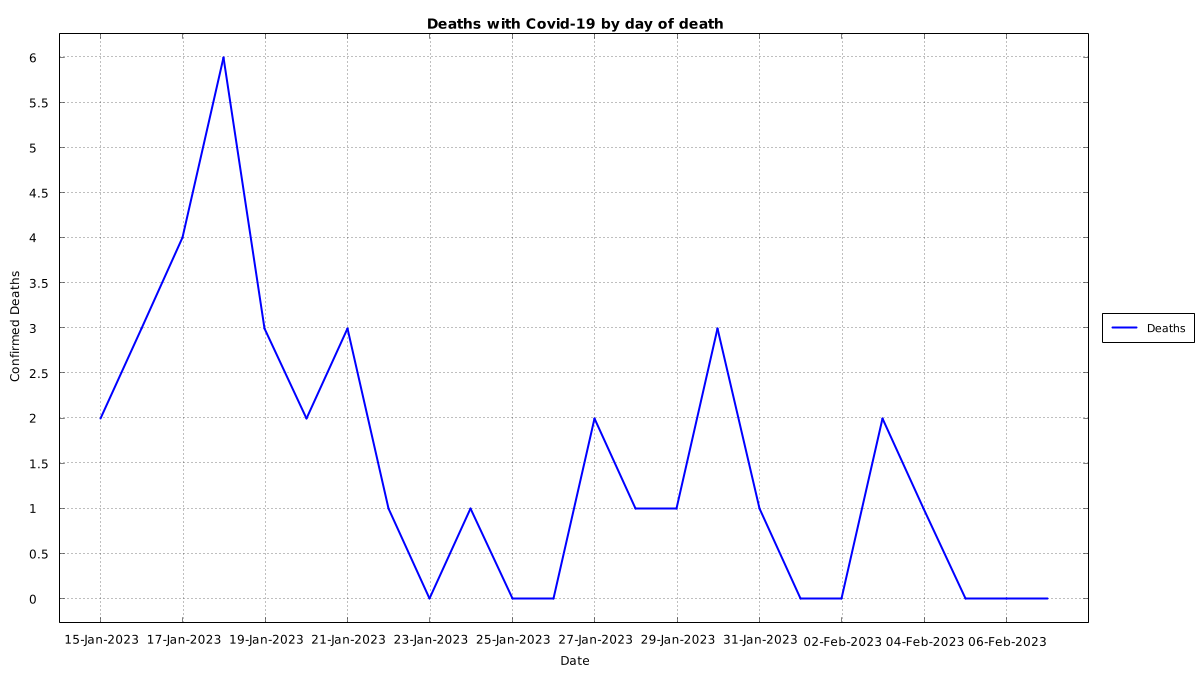 Deaths with Covid-19 by day of death
6
5.5
5
4.5
4
3.5
3
2.5
2
1.5
1
0.5
0
Confirmed Deaths
Deaths
15-Jan-2023 17-Jan-2023 19-Jan-2023 21-Jan-2023 23-Jan-2023 25-Jan-2023 27-Jan-2023 29-Jan-2023 31-Jan-2023 02-Feb-2023 04-Feb-2023 06-Feb-2023
Date